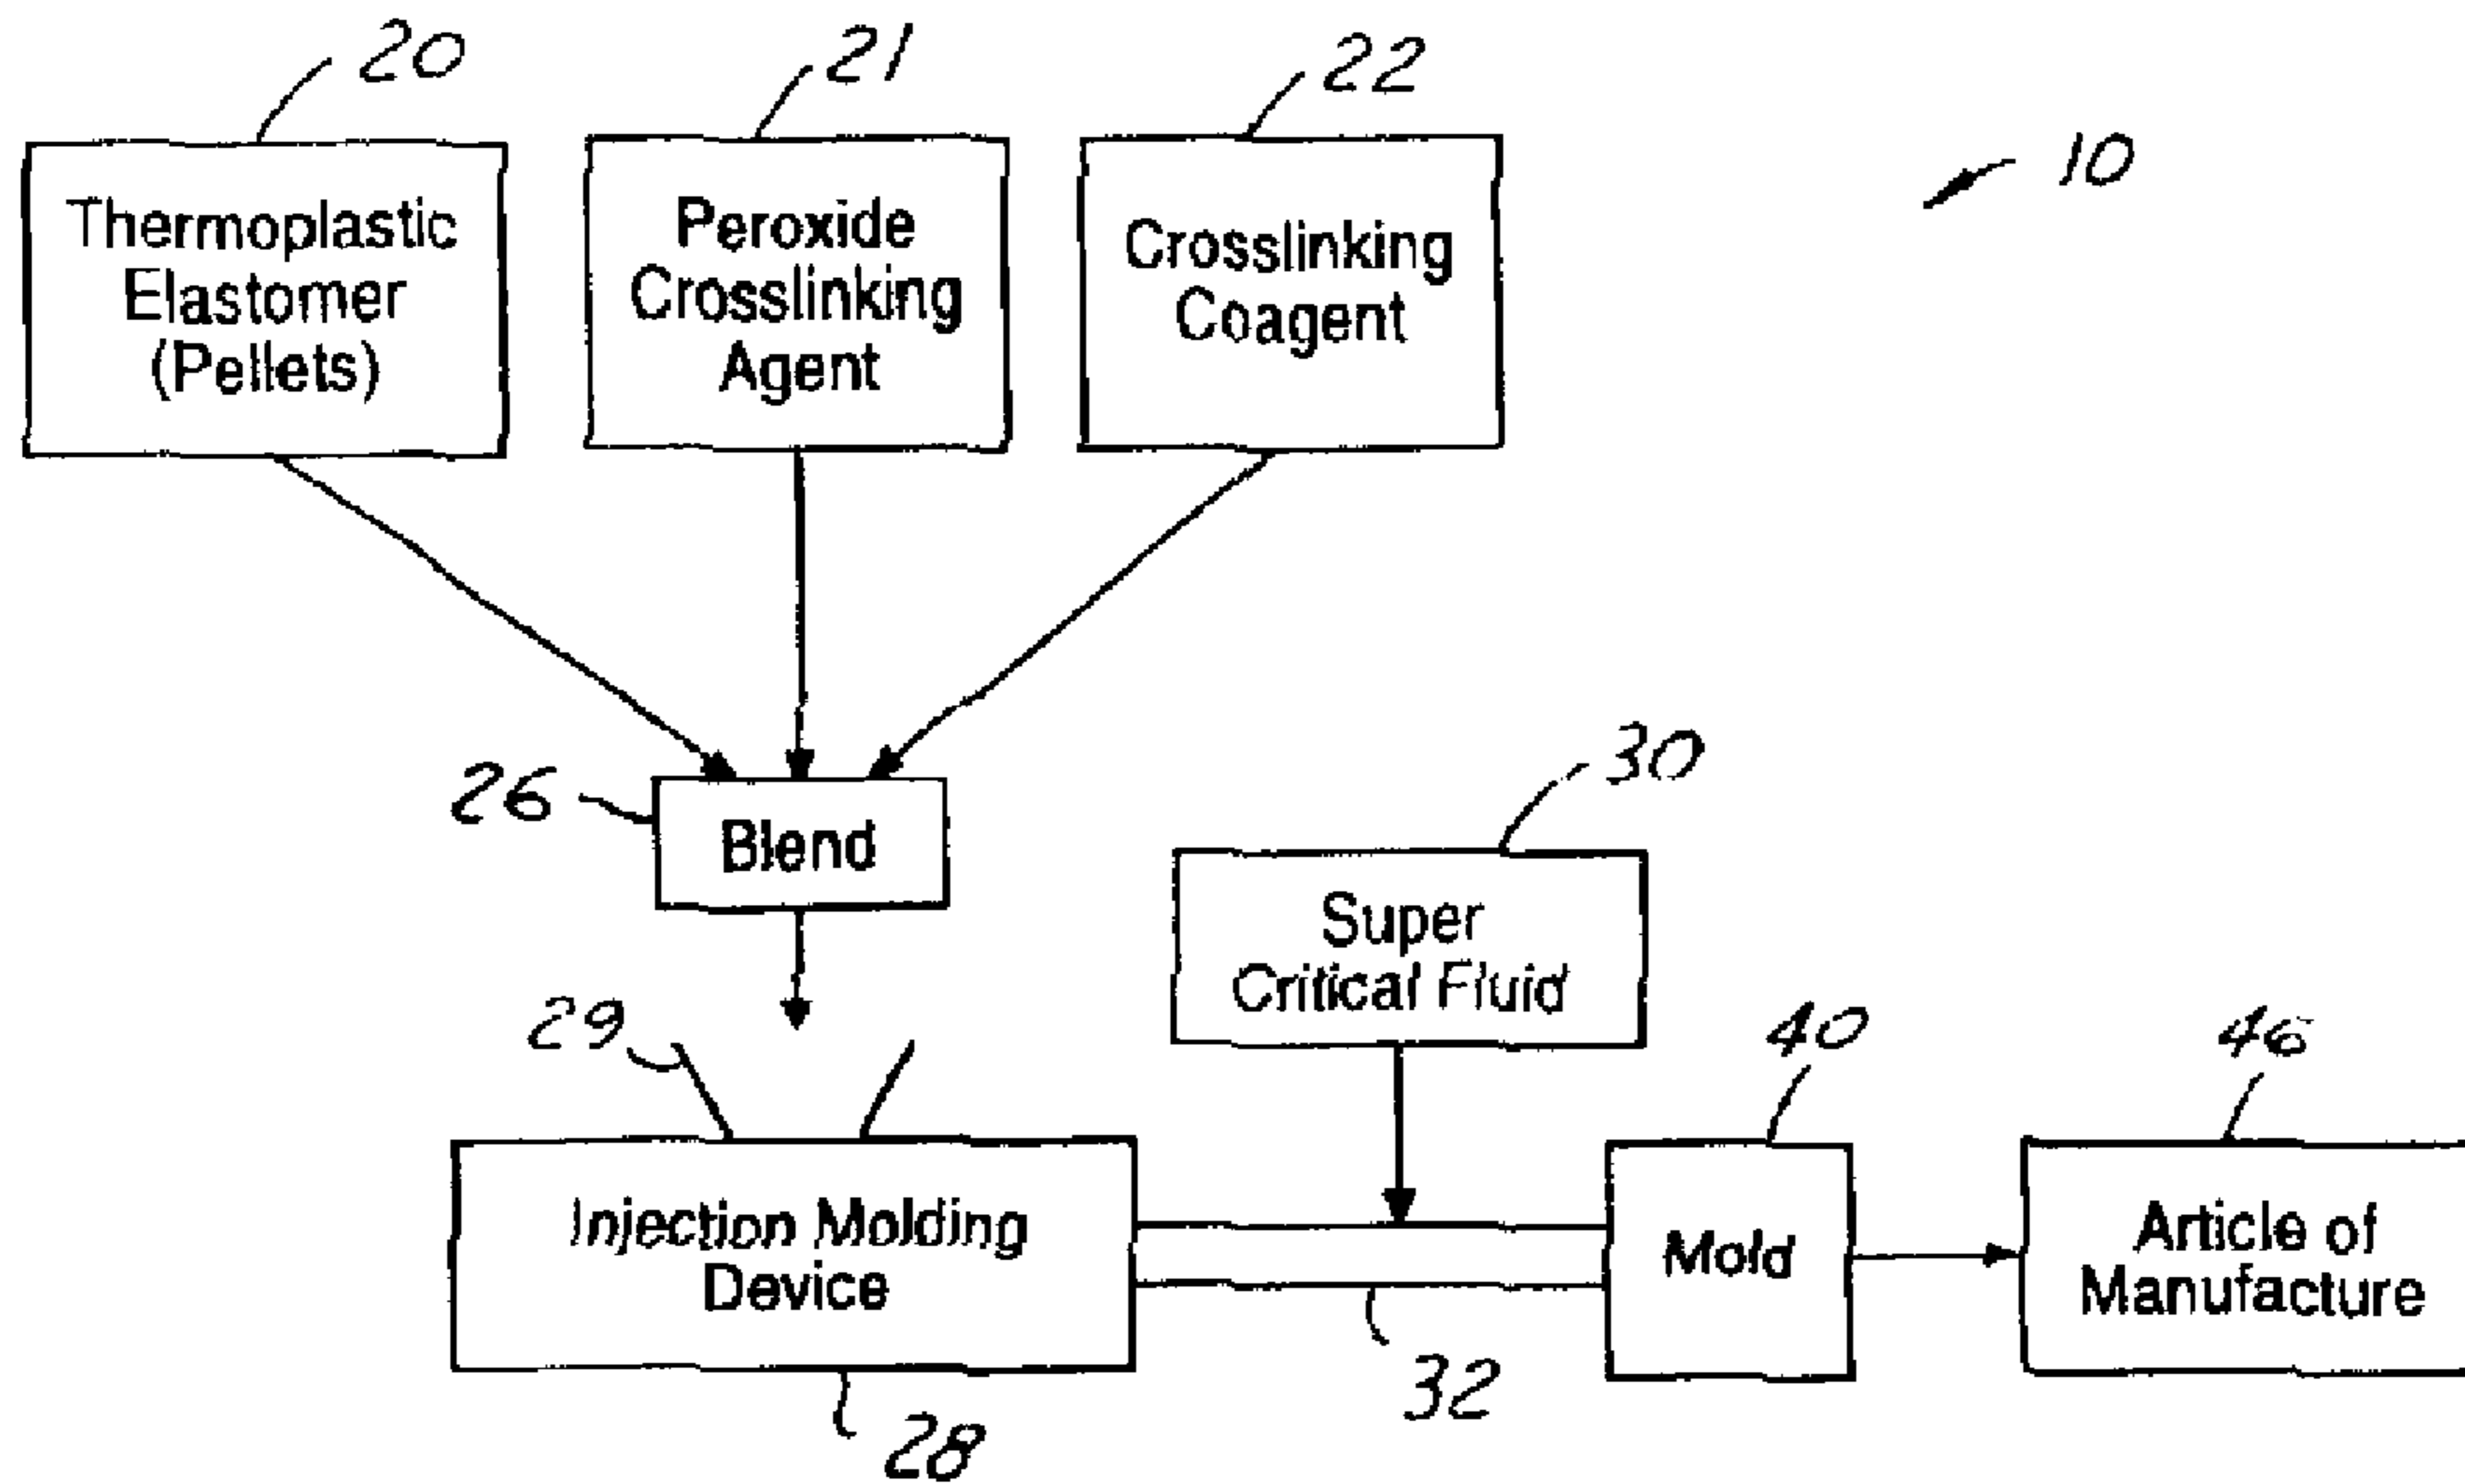 20
21
22
10
Thermoplastic
Elastomer
(Pellets)
Peroxide
Crosslinking
Agent
Crosslinking
Coagent
26
Blend
30
Super
Critical Fluid
29
40
46
Injection Molding
Device
Mold
Article of
Manufacture
32
28